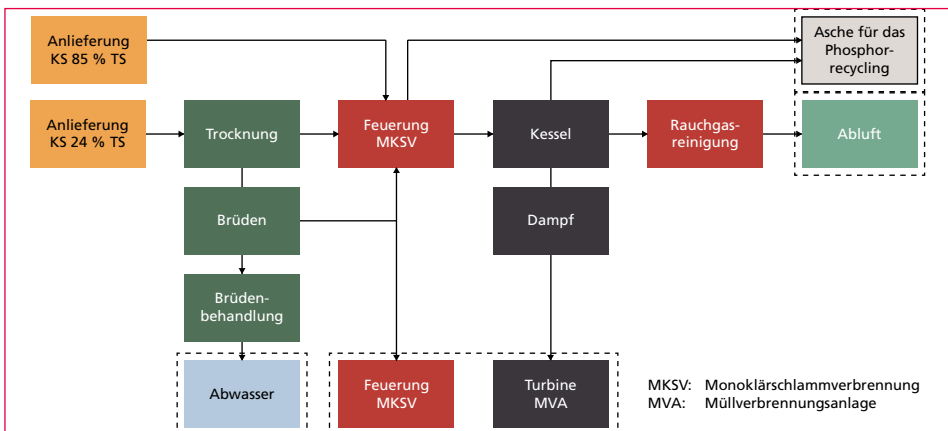 Anlieferung
KS 85 % TS
Asche für das
Phosphor-
recycling
Anlieferung
KS 24 % TS
Trocknung
Feuerung
MKSV
Kessel
Rauchgas-
reinigung
Abluft
Brüden
Dampf
Brüden-
behandlung
Abwasser
Feuerung
MKSV
Turbine
MVA
MKSV: Monoklärschlammverbrennung
MVA: Müllverbrennungsanlage